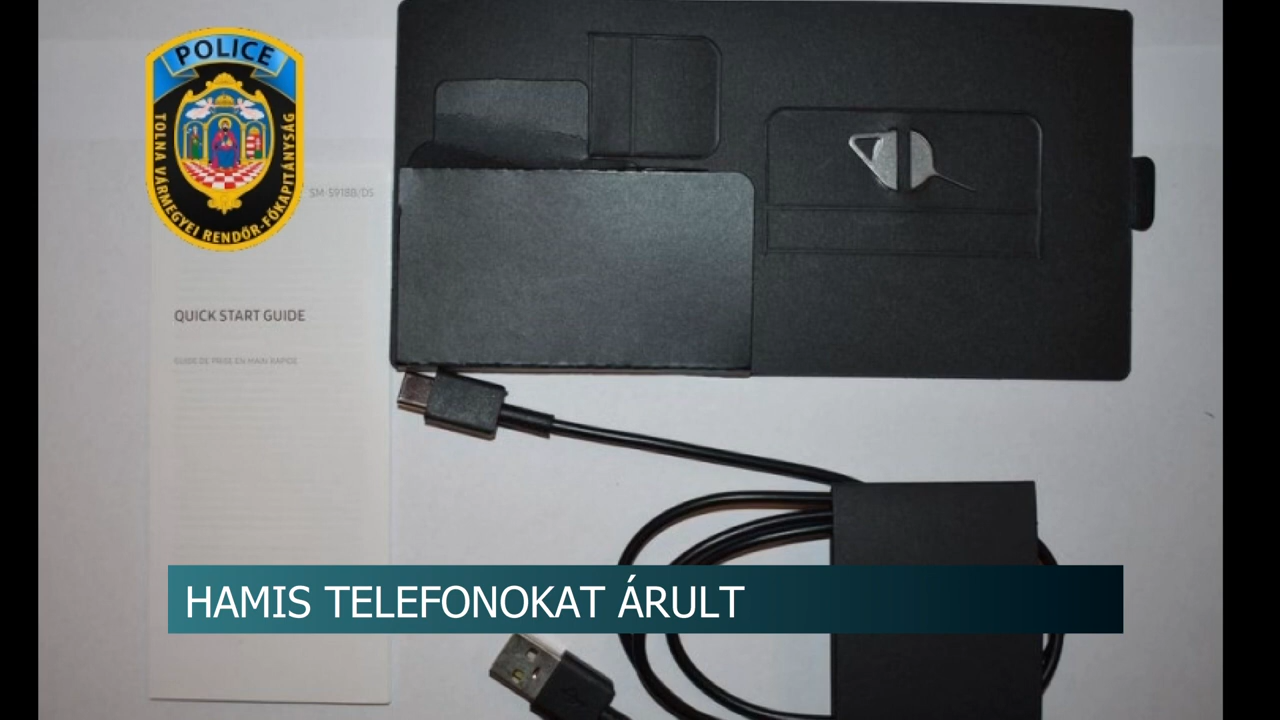 POLICE
TOLNA VÁRMEGYEI RENDŐR-FŐKAPITÁNYSÁG
SM-S918B/DS
QUICK START GUIDE
GUIDE DE PRISE EN MAIN RAPIDE
HAMIS TELEFONOKAT ÁRULT